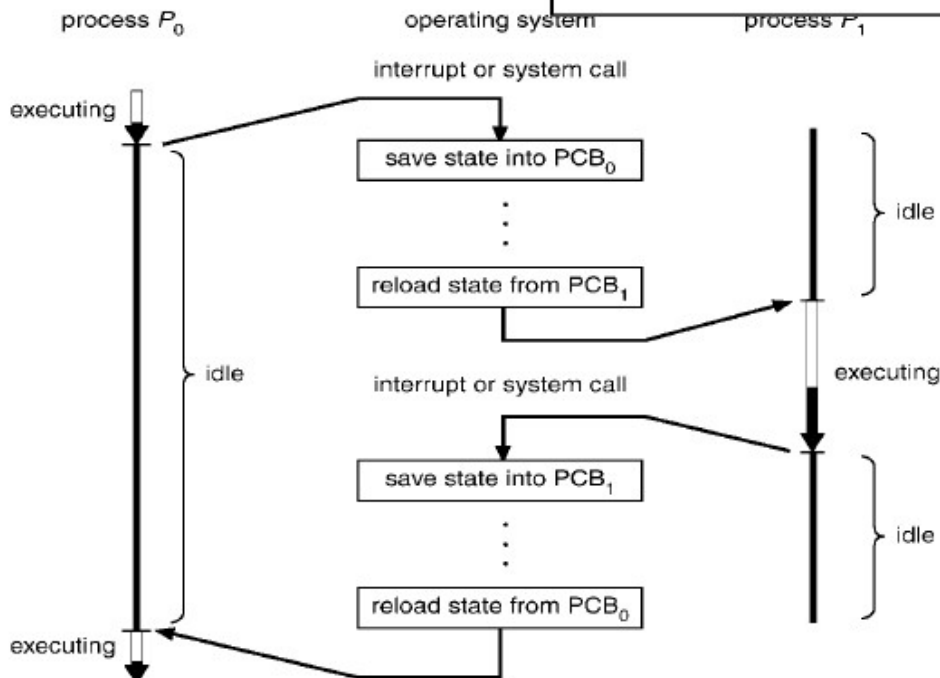 process P₀ operating system process P₁
interrupt or system call
executing
save state into PCB₀
idle
reload state from PCB₁
idle
executing
interrupt or system call
save state into PCB₁
idle
reload state from PCB₀
executing